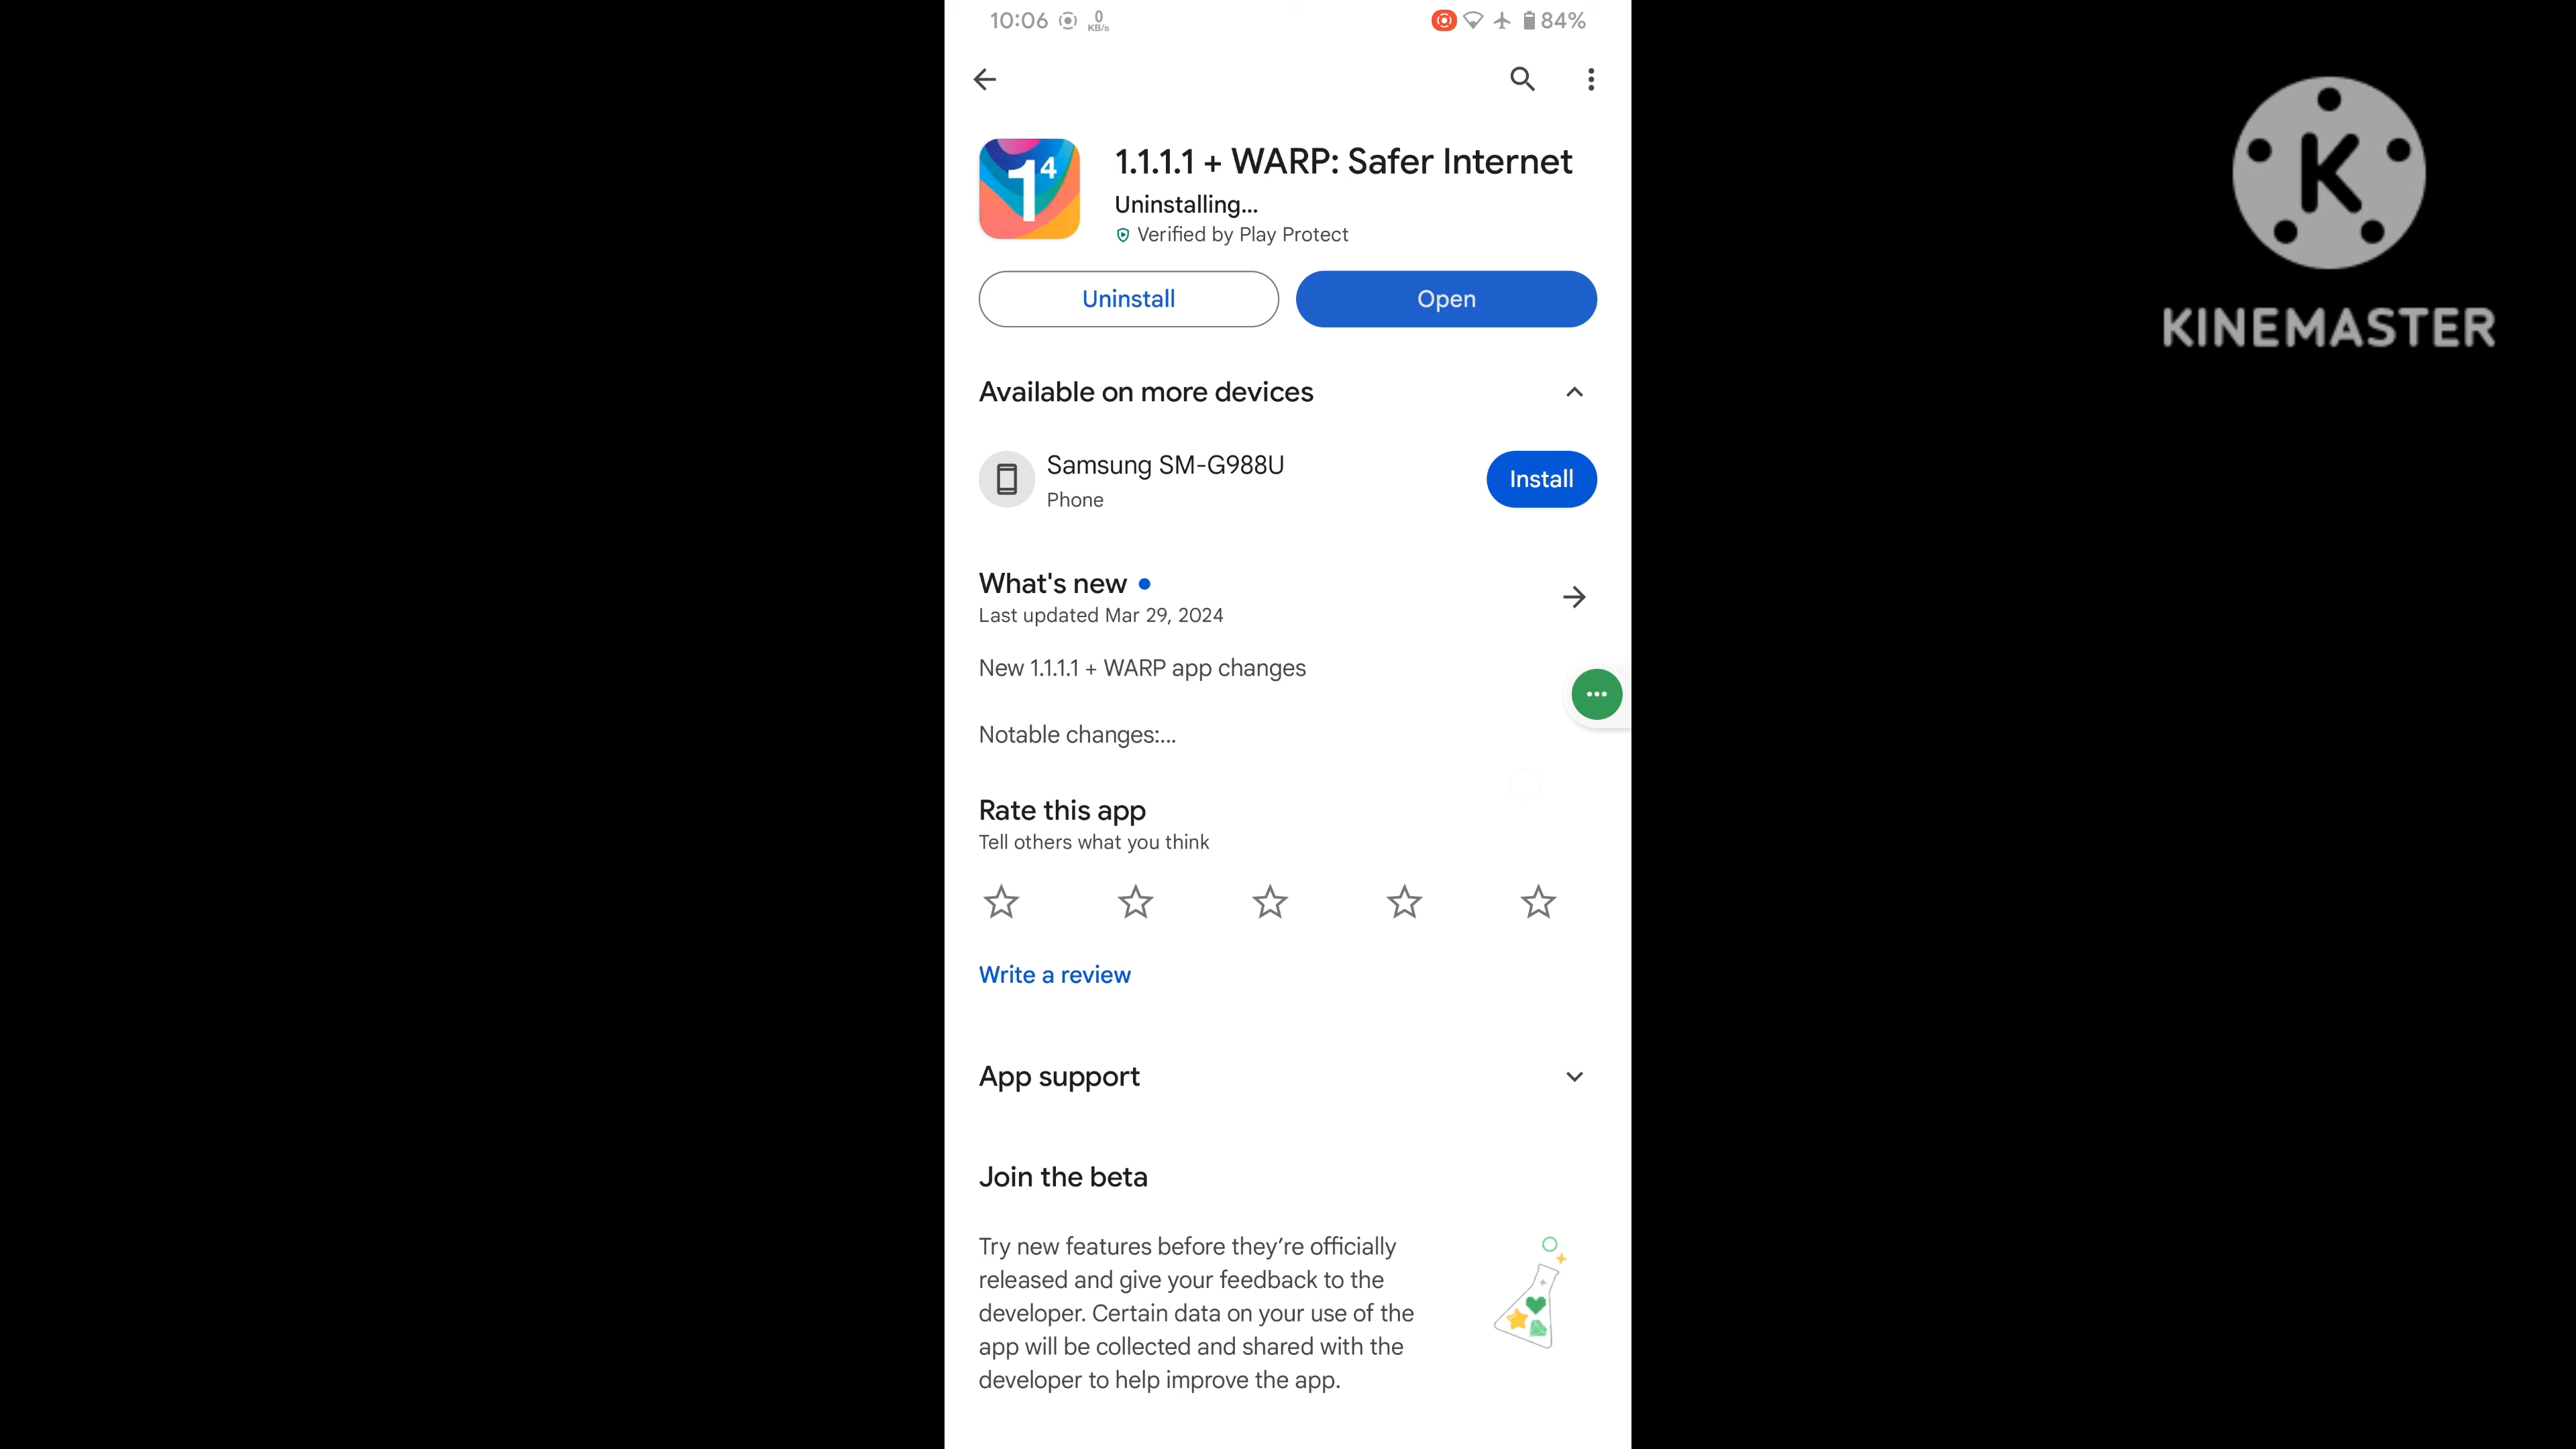 10:06 0 KB/s 84%
1⁴ 1.1.1.1 + WARP: Safer Internet
Uninstalling...
Verified by Play Protect
Uninstall Open
Available on more devices
Samsung SM-G988U
Phone
Install
What's new
Last updated Mar 29, 2024
New 1.1.1.1 + WARP app changes
Notable changes:...
Rate this app
Tell others what you think
Write a review
App support
Join the beta
Try new features before they’re officially
released and give your feedback to the
developer. Certain data on your use of the
app will be collected and shared with the
developer to help improve the app.
K
KINEMASTER